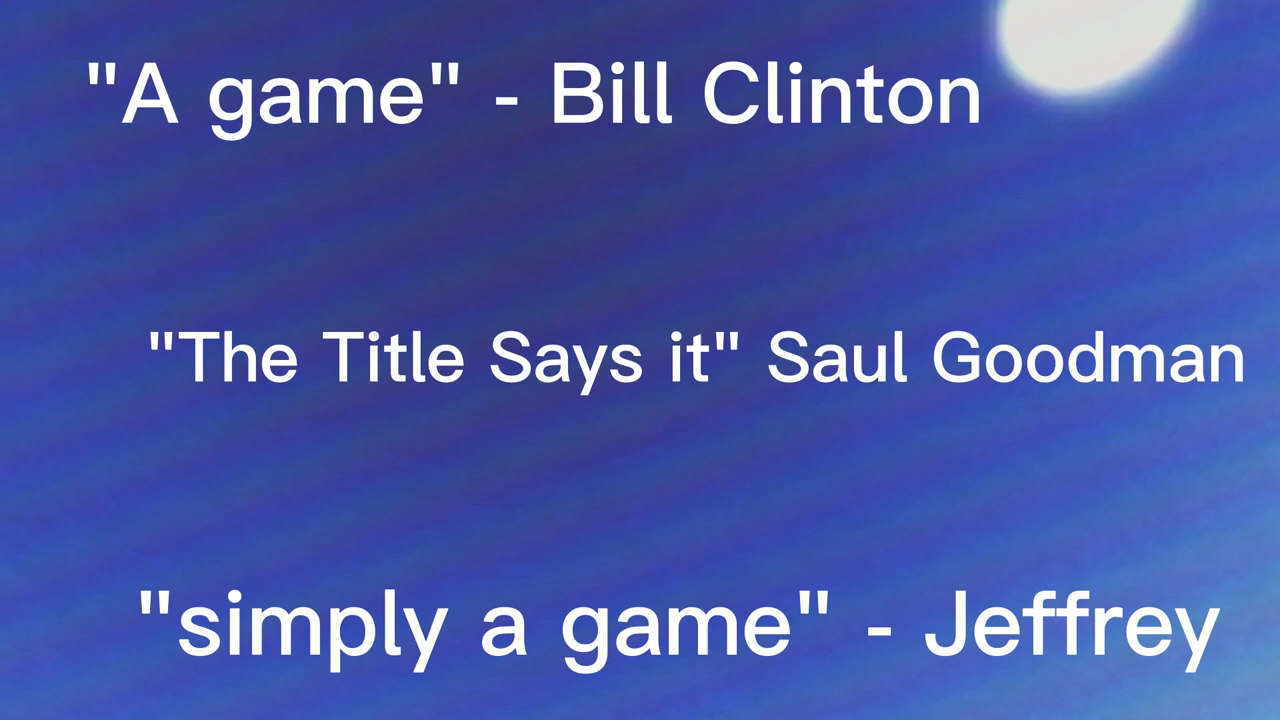 "A game" - Bill Clinton
"The Title Says it" Saul Goodman
"simply a game" - Jeffrey